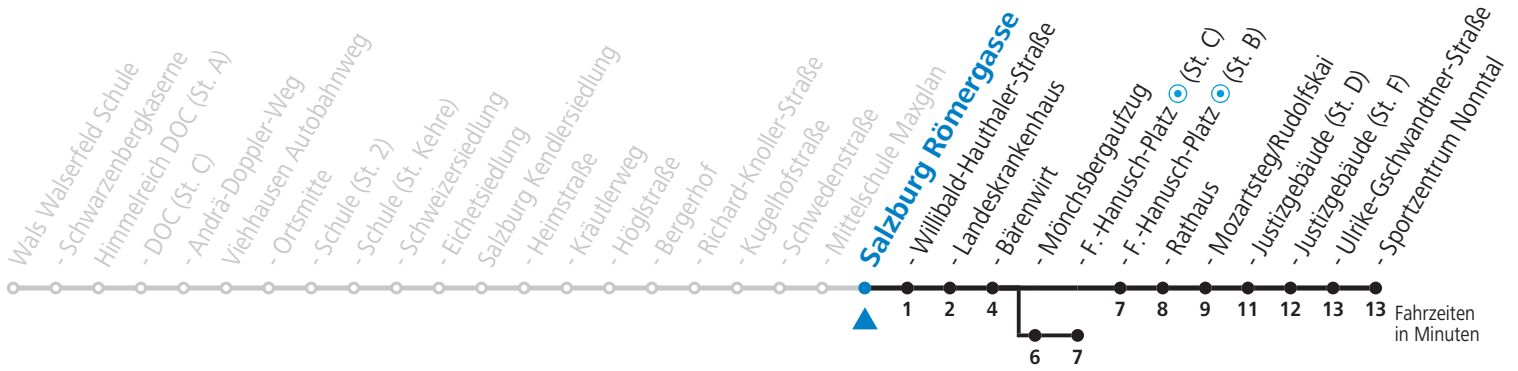 Wals Walserfeld Schule
- Schwarzenbergkaserne
Himmelreich DOC (St. A)
- DOC (St. C)
- Andrä-Doppler-Weg
Viehhausen Autobahnweg
- Ortsmitte
- Schule (St. 2)
- Schule (St. Kehre)
- Schweizersiedlung
- Eichetsiedlung
Salzburg Kendlersiedlung
- Heimstraße
- Kräutlerweg
- Höglstraße
- Bergerhof
- Richard-Knoller-Straße
- Kugelhofstraße
- Schwedenstraße
- Mittelschule Maxglan
Salzburg Römergasse
- Willibald-Hauthaler-Straße
- Landeskrankenhaus
- Bärenwirt
- Mönchsbergaufzug
- F.-Hanusch-Platz (St. C)
- F.-Hanusch-Platz (St. B)
- Rathaus
- Mozartsteg/Rudolfskai
- Justizgebäude (St. D)
- Justizgebäude (St. F)
- Ulrike-Gschwandtner-Straße
- Sportzentrum Nonntal
1 2 4 7 8 9 11 12 13 13
Fahrzeiten
in Minuten
6 7